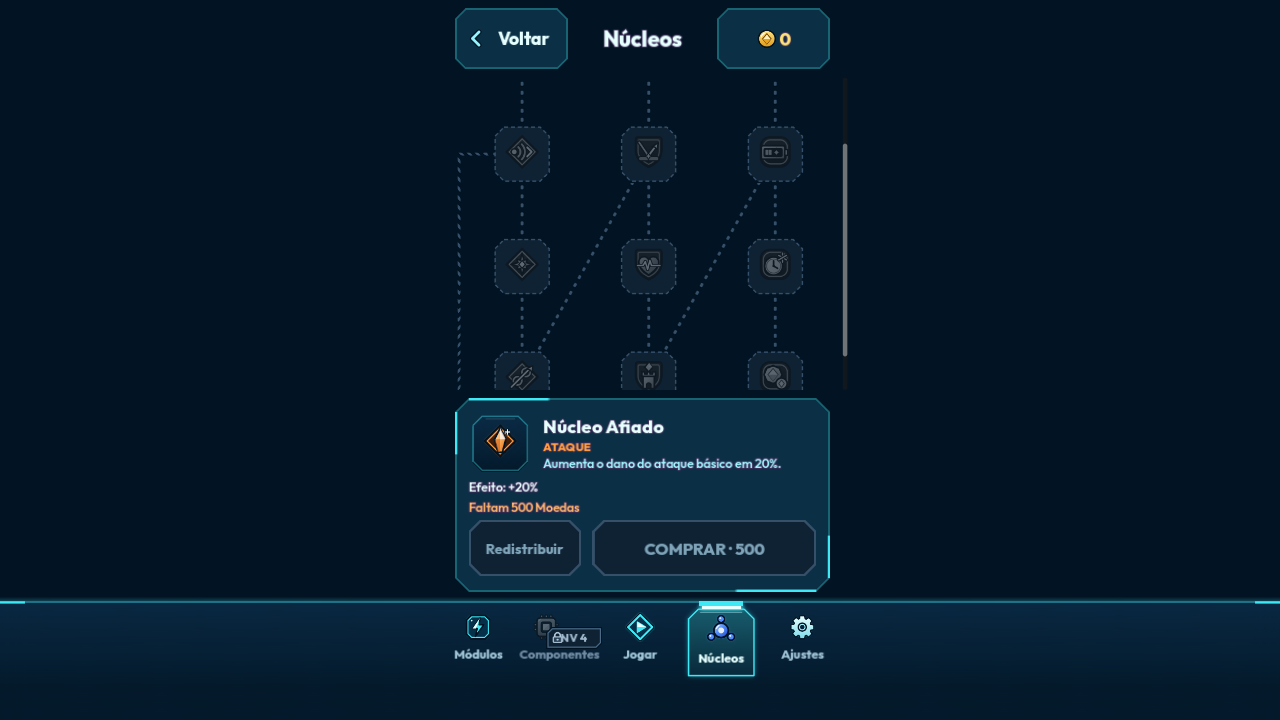 Voltar
Núcleos
0
Núcleo Afiado
ATAQUE
Aumenta o dano do ataque básico em 20%.
Efeito: +20%
Faltam 500 Moedas
Redistribuir
COMPRAR · 500
NV 4
Módulos
Componentes
Jogar
Núcleos
Ajustes